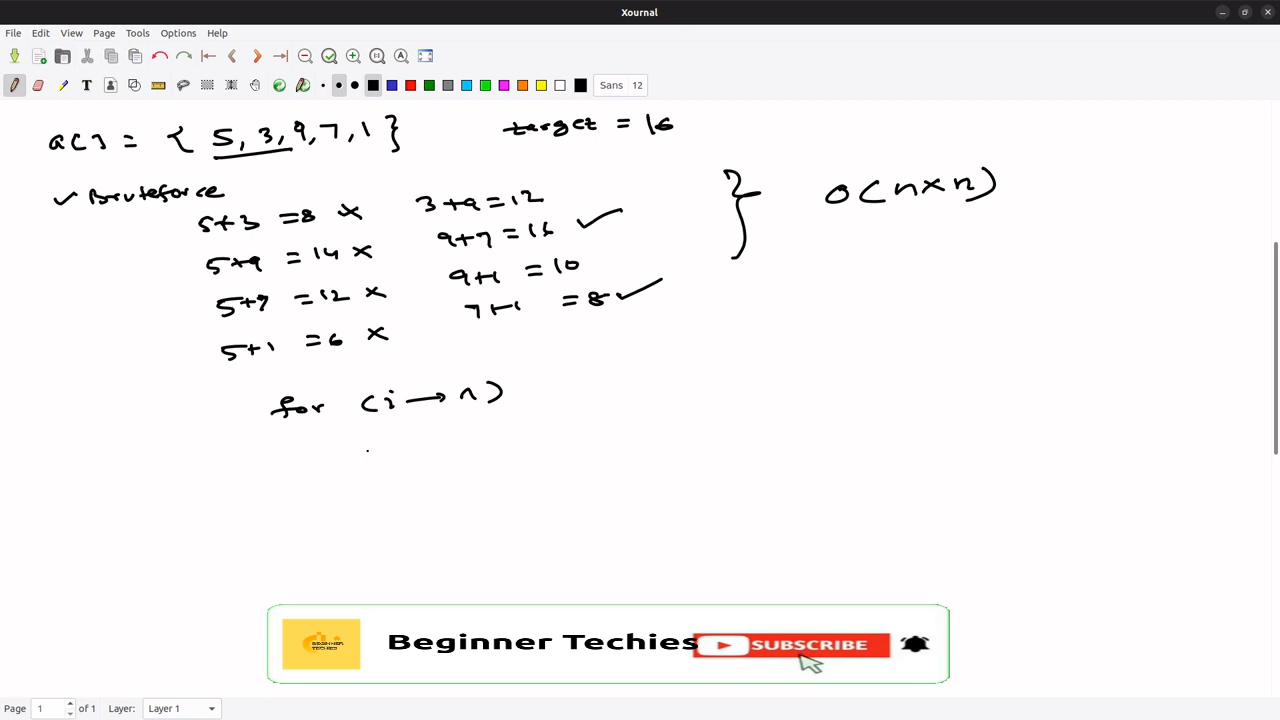 Xournal
File Edit View Page Tools Options Help
Sans 12
a[] = { 5, 3, 9, 7, 1 } target = 16
✓ Bruteforce
5+3 =8 × 3+9=12 } O(n×n)
5+9 =14 × 9+7 =16 ✓
5+7 =12 × 9+1 =10
5+1 =6 × 7+1 =8 ✓
for (i → n)
Beginner Techies SUBSCRIBE
BEGINNER
TECHIES
Page 1 of 1 Layer: Layer 1